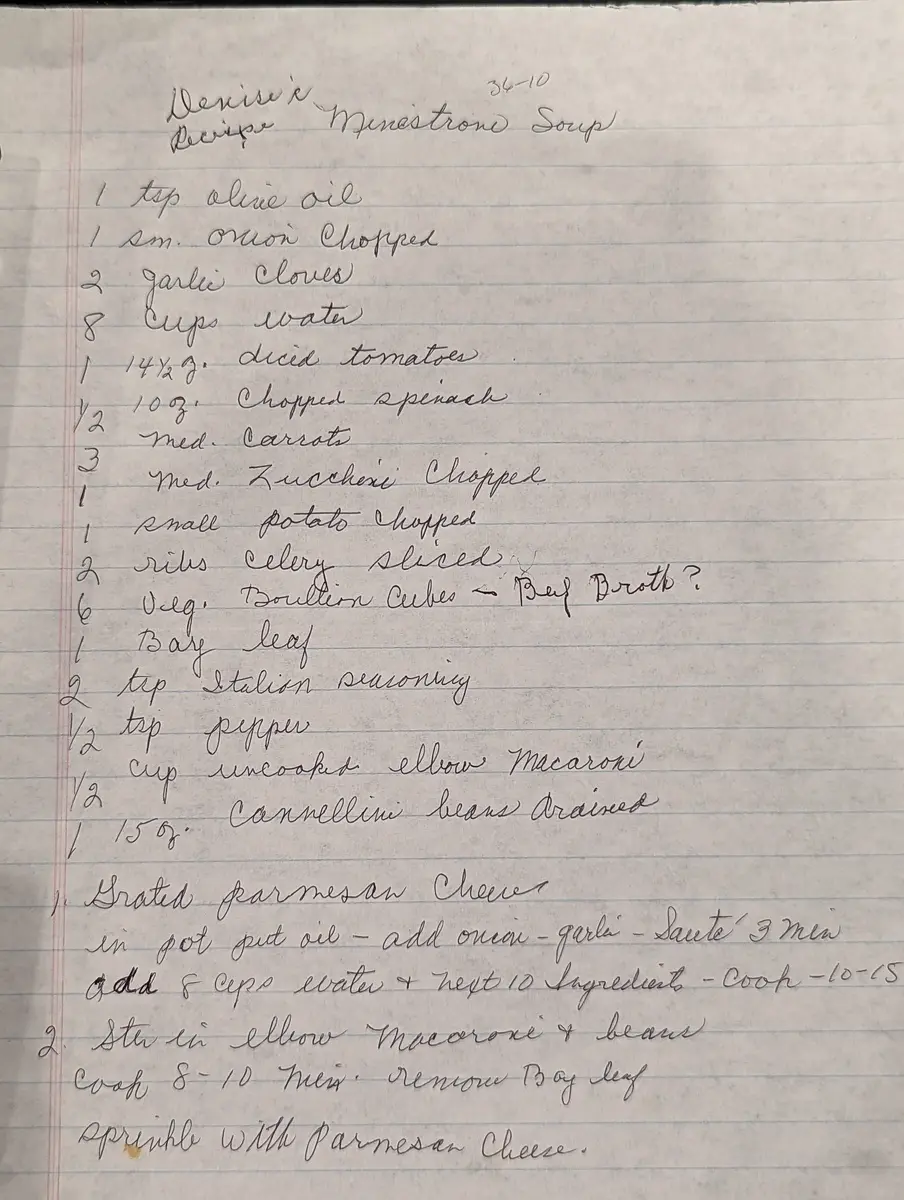 36-10
Denise's Minestrone Soup
Recipe
1 tsp olive oil
1 sm. onion Chopped
2 garlic cloves
8 cups water
1 14½ oz. diced tomatoes
1/2 10 oz. Chopped spinach
3 med. Carrots
1 med. Zucchini Chopped
1 small potato chopped
2 ribs celery sliced
6 Veg. Boullion Cubes - Beef Broth?
1 Bay leaf
2 tsp Italian seasoning
1/2 tsp pepper
1/2 cup uncooked elbow Macaroni
1 15 oz. Cannellini beans drained
1. Grated parmesan Cheese
in pot put oil - add onion - garlic - Sauté 3 Min
add 8 cups water + next 10 Ingredients - Cook - 10-15
2. Stir in elbow Macaroni + beans
Cook 8-10 Min. remove Bay leaf
sprinkle with Parmesan Cheese.